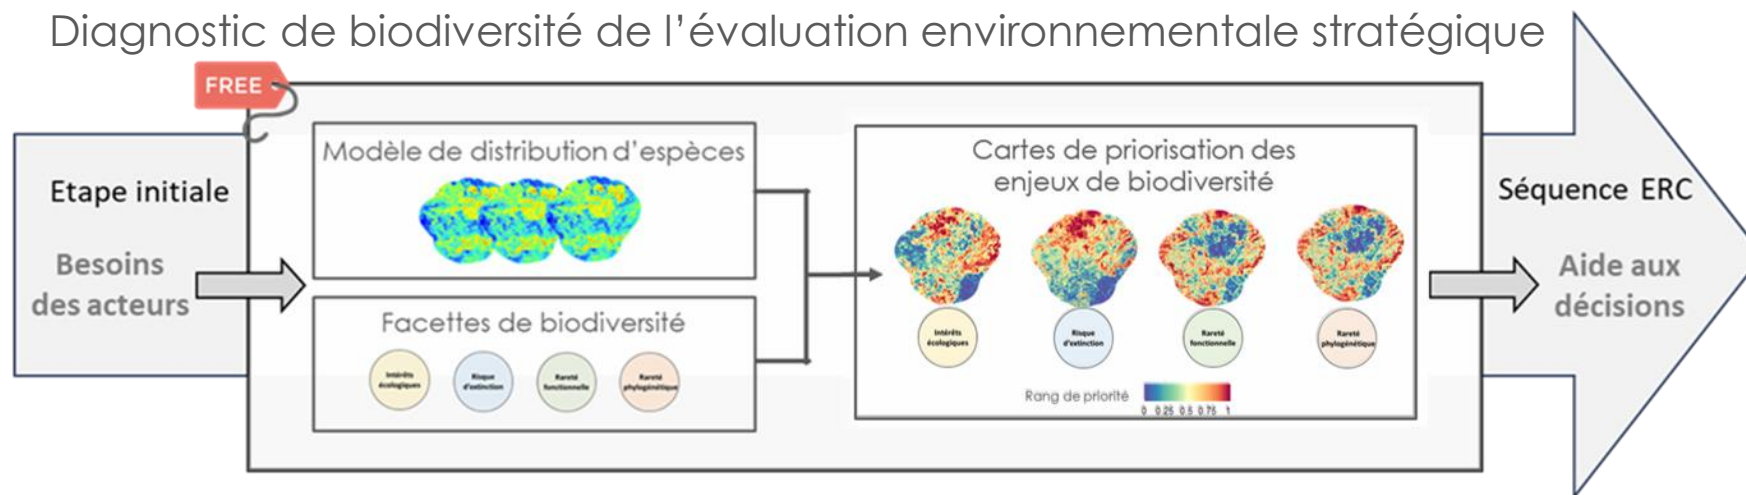 Diagnostic de biodiversité de l'évaluation environnementale stratégique
FREE
Etape initiale
Besoins
des acteurs
Modèle de distribution d'espèces
Facettes de biodiversité
Intérêts
écologiques
Risque
d'extinction
Rareté
fonctionnelle
Rareté
phylogénétique
Cartes de priorisation des
enjeux de biodiversité
Intérêts
écologiques
Risque
d'extinction
Rareté
fonctionnelle
Rareté
phylogénétique
Rang de priorité
0 0.25 0.5 0.75 1
Séquence ERC
Aide aux
décisions